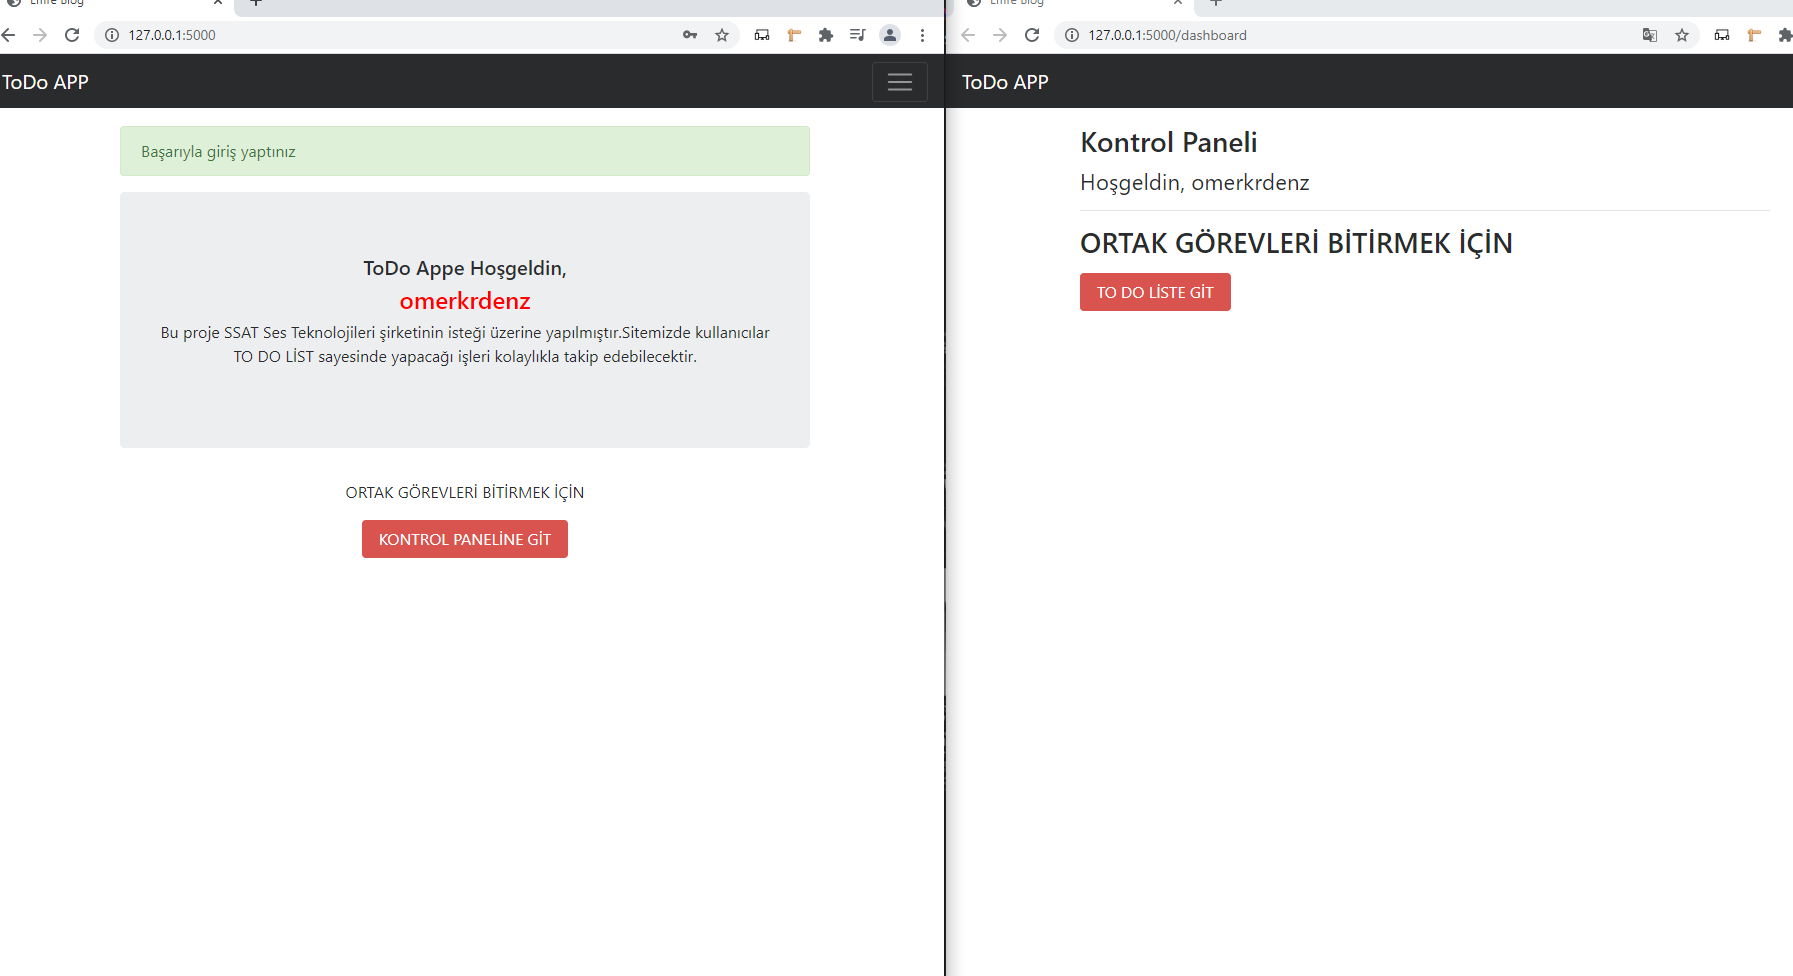 Emre Blog
127.0.0.1:5000
ToDo APP
Başarıyla giriş yaptınız
ToDo Appe Hoşgeldin,
omerkrdenz
Bu proje SSAT Ses Teknolojileri şirketinin isteği üzerine yapılmıştır.Sitemizde kullanıcılar
TO DO LİST sayesinde yapacağı işleri kolaylıkla takip edebilecektir.
ORTAK GÖREVLERİ BİTİRMEK İÇİN
KONTROL PANELİNE GİT
Emre Blog
127.0.0.1:5000/dashboard
ToDo APP
Kontrol Paneli
Hoşgeldin, omerkrdenz
ORTAK GÖREVLERİ BİTİRMEK İÇİN
TO DO LİSTE GİT